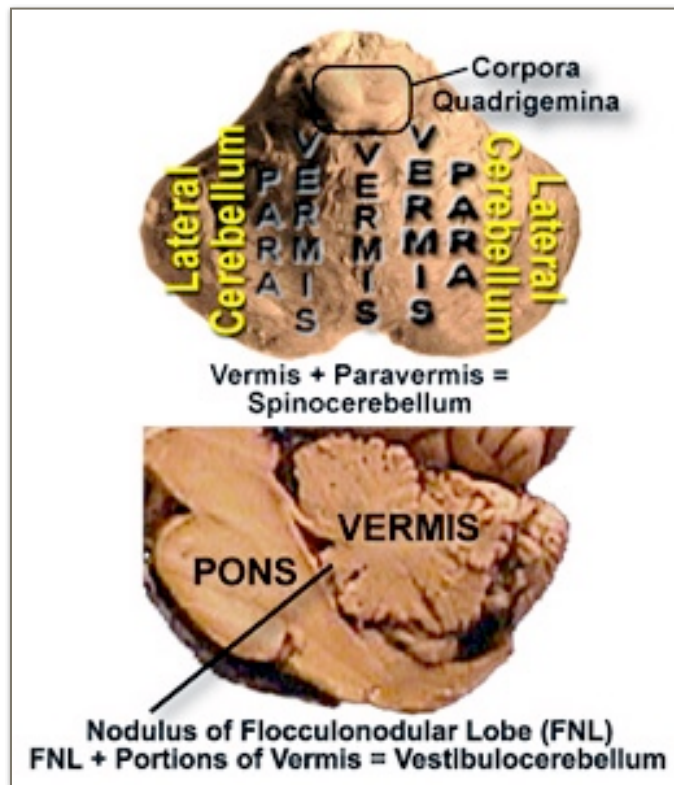 Corpora
Quadrigemina
Lateral
Cerebellum
PARA
VERMIS
VERMIS
VERMIS
PARA
Cerebellum
Lateral
Vermis + Paravermis =
Spinocerebellum
VERMIS
PONS
Nodulus of Flocculonodular Lobe (FNL)
FNL + Portions of Vermis = Vestibulocerebellum